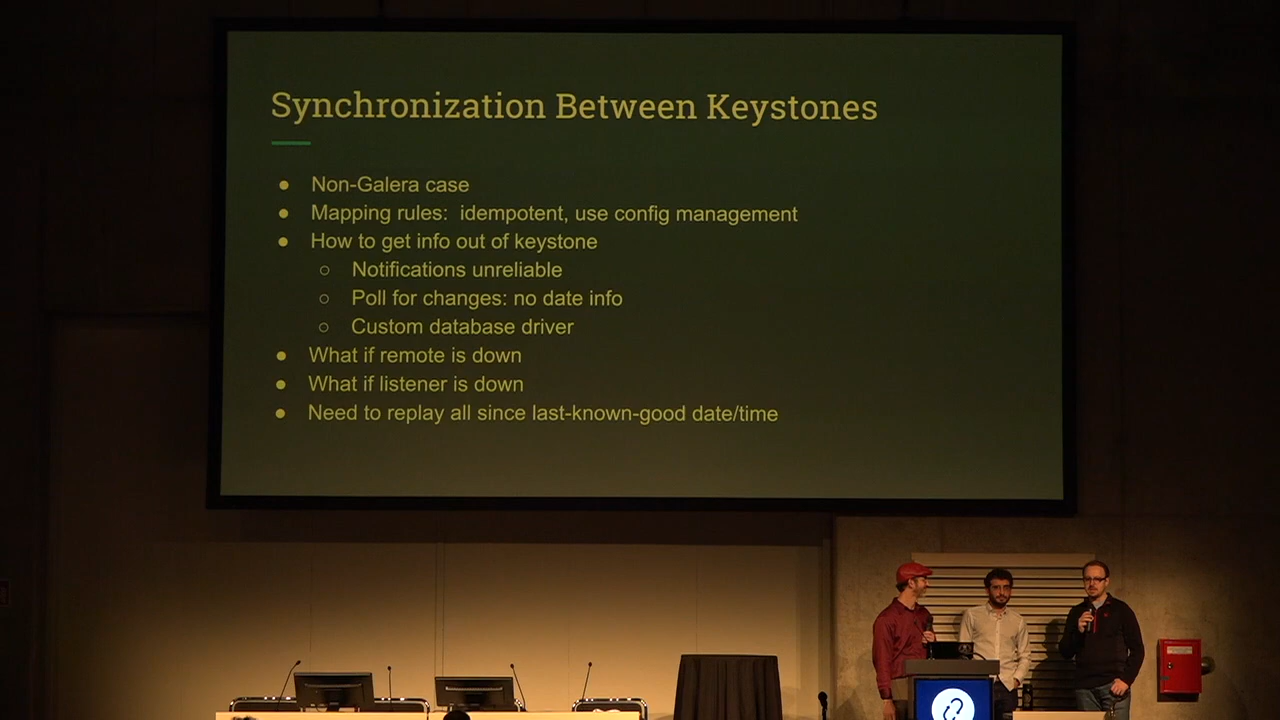 Synchronization Between Keystones
● Non-Galera case
● Mapping rules:  idempotent, use config management
● How to get info out of keystone
○ Notifications unreliable
○ Poll for changes: no date info
○ Custom database driver
● What if remote is down
● What if listener is down
● Need to replay all since last-known-good date/time